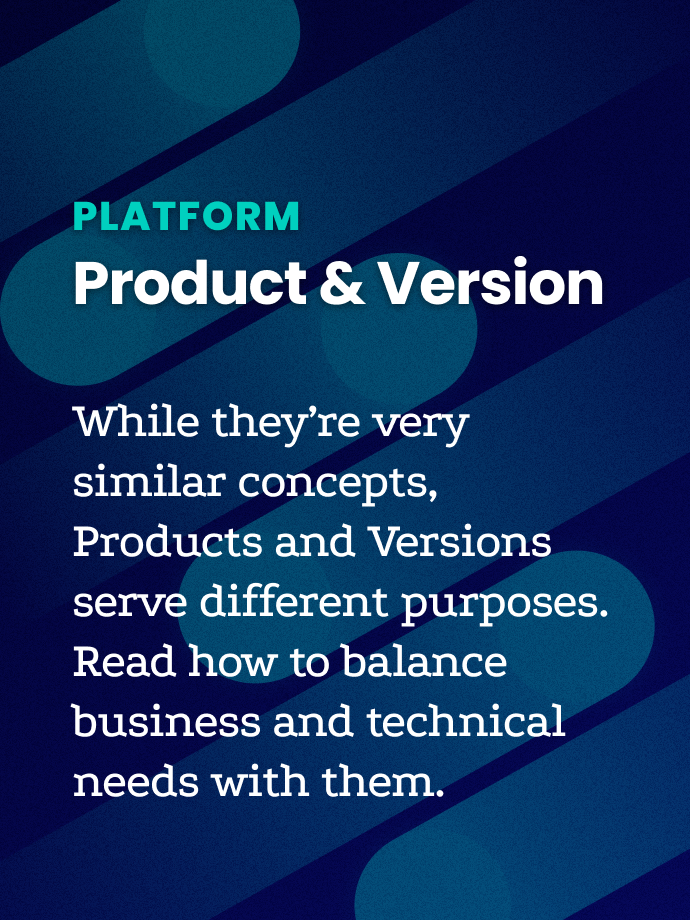 PLATFORM
Product & Version
While they’re very
similar concepts,
Products and Versions
serve different purposes.
Read how to balance
business and technical
needs with them.